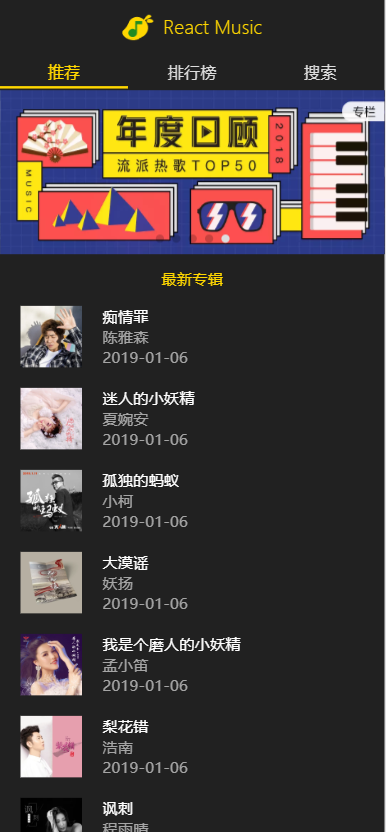 React Music
推荐 排行榜 搜索
专栏
年度回顾
2018
流派热歌TOP50
MUSIC
最新专辑
痴情罪
陈雅森
2019-01-06
迷人的小妖精
夏婉安
2019-01-06
孤独的蚂蚁
小柯
2019-01-06
大漠谣
妖扬
2019-01-06
我是个磨人的小妖精
孟小笛
2019-01-06
梨花错
浩南
2019-01-06
讽刺
程雨晴